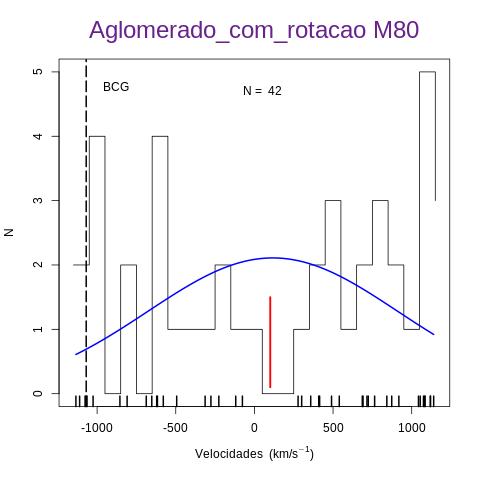 Aglomerado_com_rotacao M80
BCG
N = 42
5
4
3
2
1
0
N
-1000 -500 0 500 1000
Velocidades (km/s⁻¹)